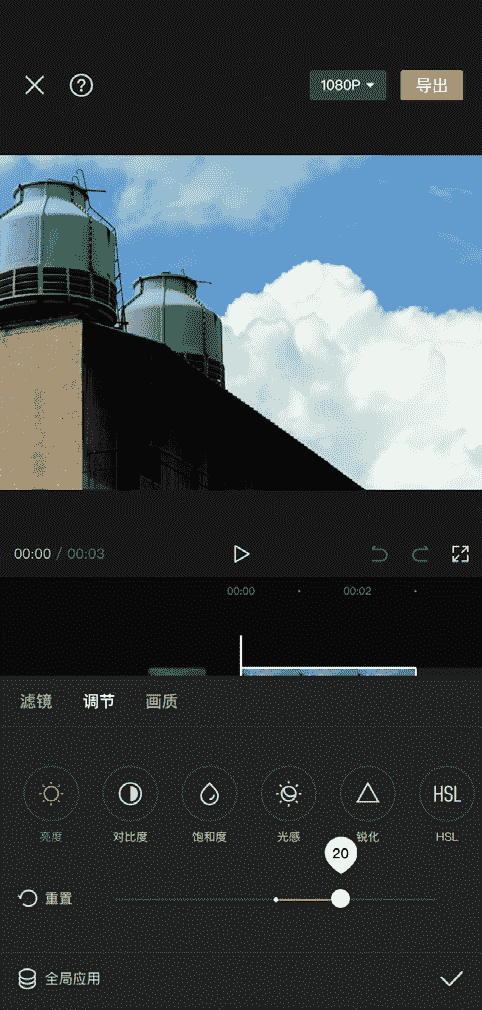 1080P
导出
00:00 / 00:03
00:00
00:02
滤镜 调节 画质
HSL
亮度 对比度 饱和度 光感 锐化 HSL
20
重置
全局应用